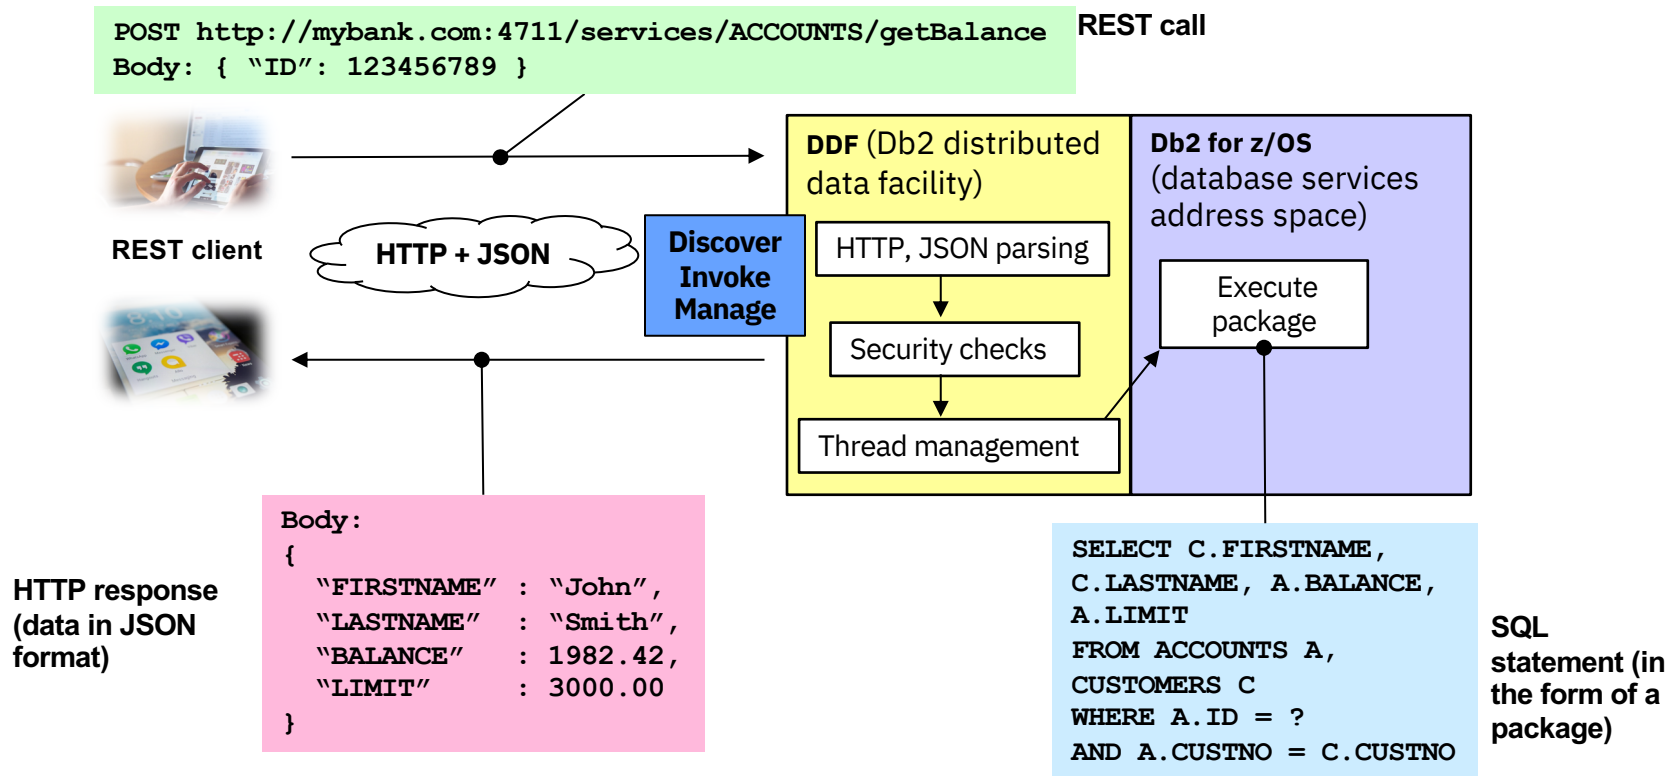 POST http://mybank.com:4711/services/ACCOUNTS/getBalance
Body: { “ID”: 123456789 }
REST call
REST client
HTTP + JSON
Discover
Invoke
Manage
DDF (Db2 distributed
data facility)
HTTP, JSON parsing
Security checks
Thread management
Db2 for z/OS
(database services
address space)
Execute
package
HTTP response
(data in JSON
format)
Body:
{
“FIRSTNAME” : “John”,
“LASTNAME” : “Smith”,
“BALANCE” : 1982.42,
“LIMIT” : 3000.00
}
SELECT C.FIRSTNAME,
C.LASTNAME, A.BALANCE,
A.LIMIT
FROM ACCOUNTS A,
CUSTOMERS C
WHERE A.ID = ?
AND A.CUSTNO = C.CUSTNO
SQL
statement (in
the form of a
package)
8:10